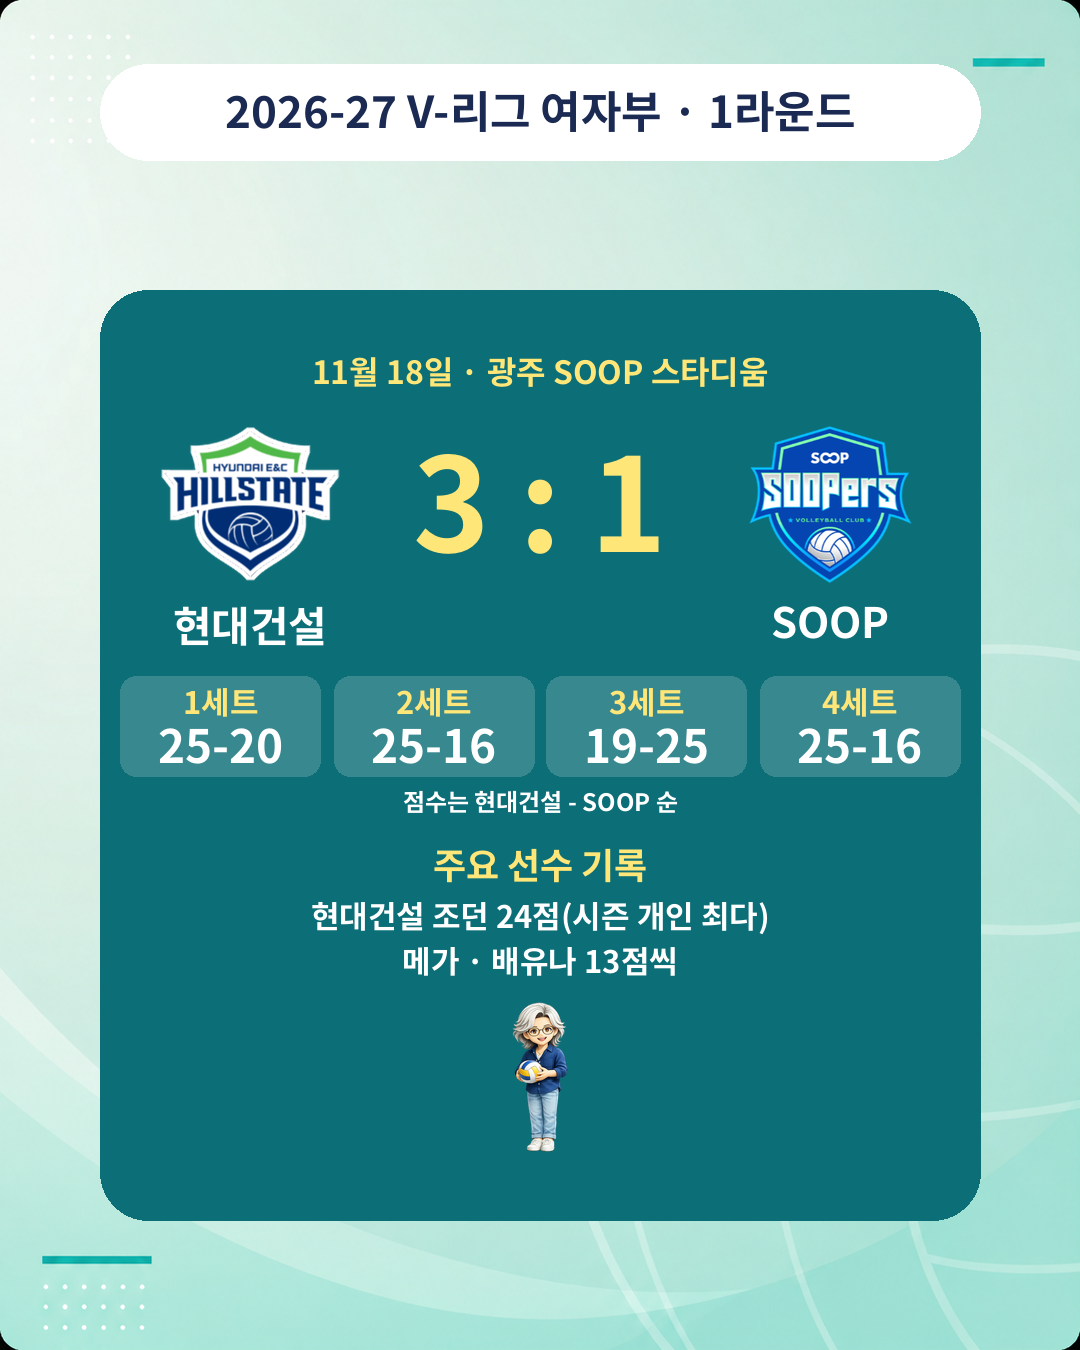 2026-27 V-리그 여자부 · 1라운드
11월 18일 · 광주 SOOP 스타디움
HYUNDAI E&C
HILLSTATE
3 : 1
SOOP
SOOPers
VOLLEYBALL CLUB
현대건설
SOOP
1세트
25-20
2세트
25-16
3세트
19-25
4세트
25-16
점수는 현대건설 - SOOP 순
주요 선수 기록
현대건설 조던 24점(시즌 개인 최다)
메가 · 배유나 13점씩